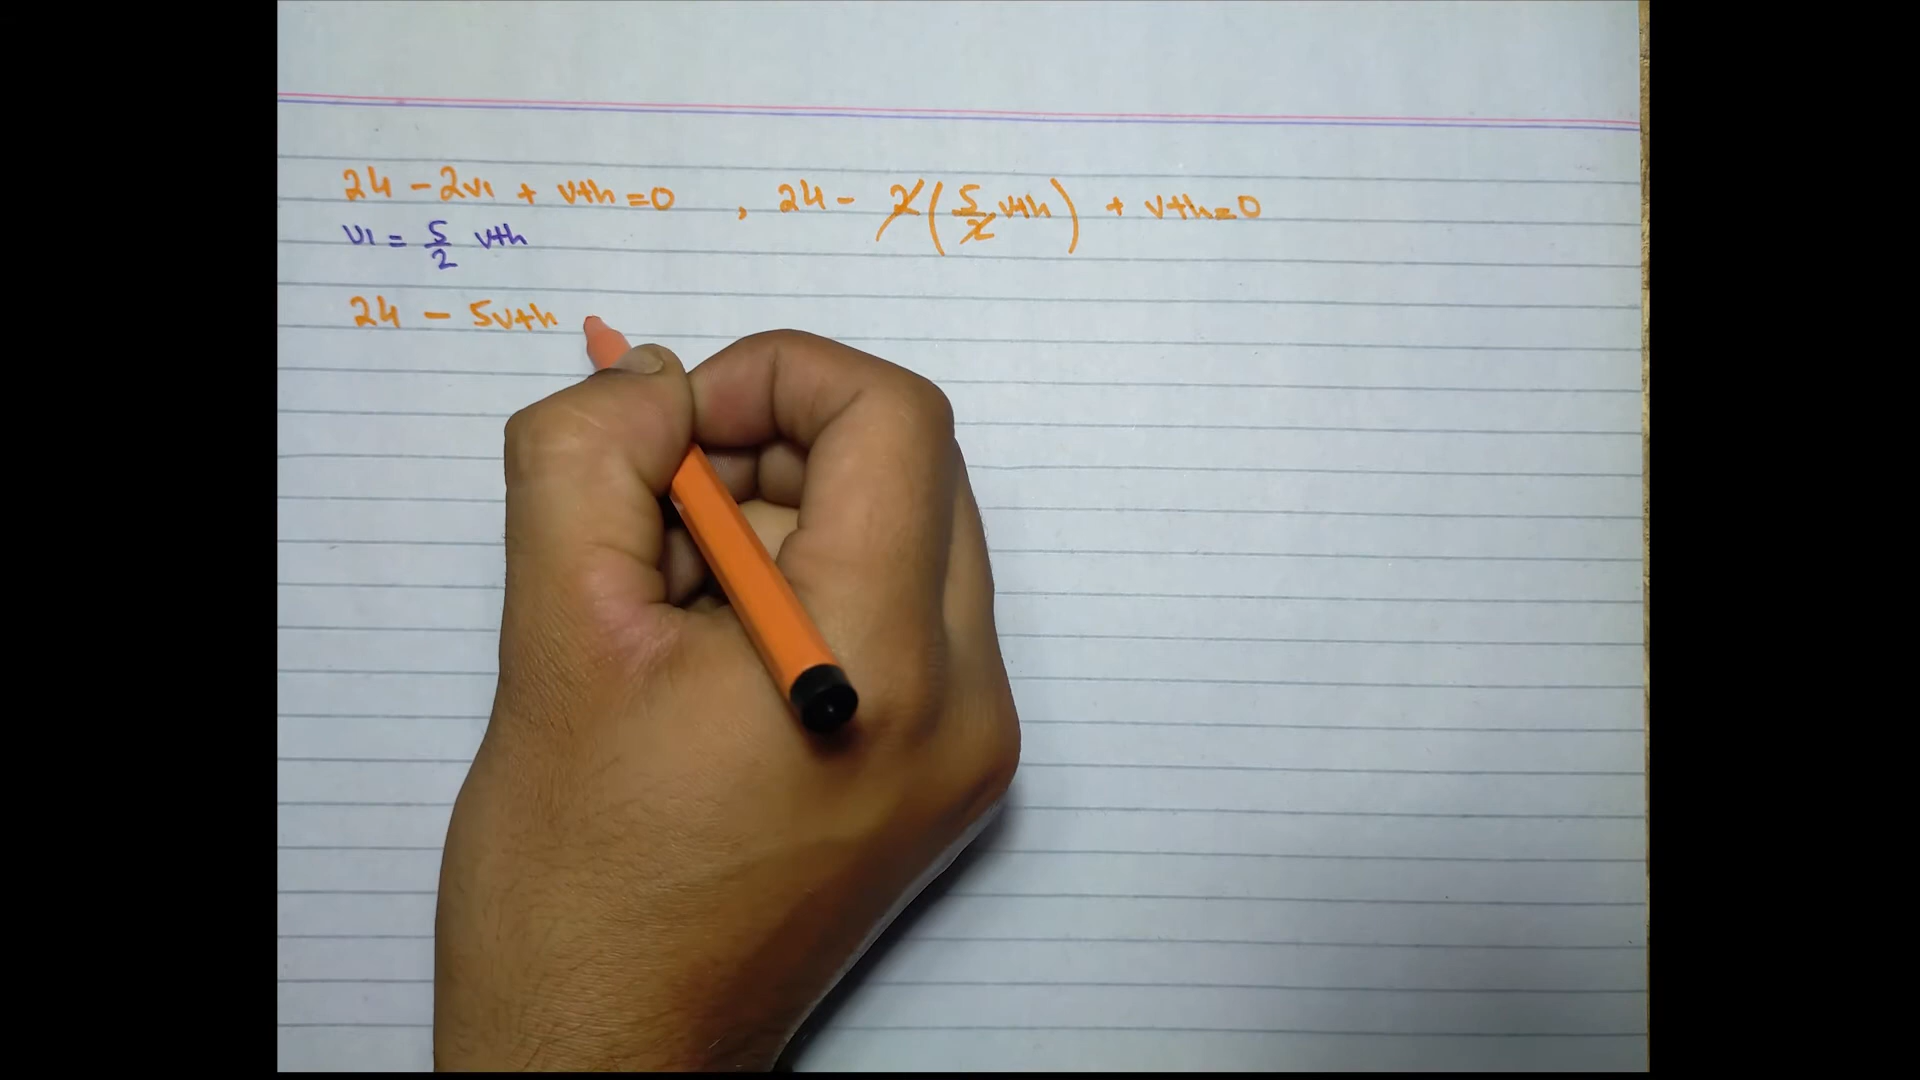 24 - 2v1 + vth = 0 , 24 - 2(5/2 vth) + vth = 0
v1 = 5/2 vth
24 - 5vth